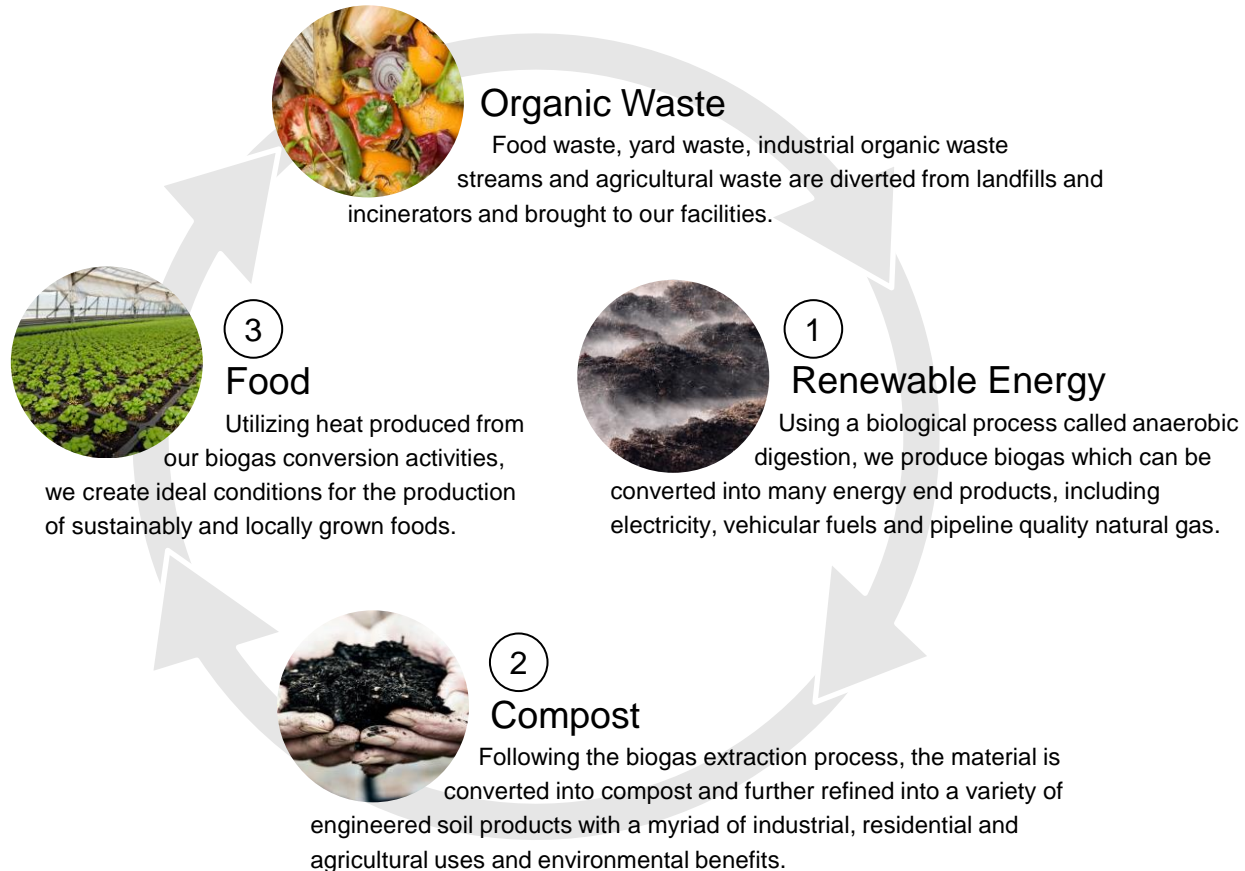 Organic Waste
Food waste, yard waste, industrial organic waste
streams and agricultural waste are diverted from landfills and
incinerators and brought to our facilities.
1
Renewable Energy
Using a biological process called anaerobic
digestion, we produce biogas which can be
converted into many energy end products, including
electricity, vehicular fuels and pipeline quality natural gas.
2
Compost
Following the biogas extraction process, the material is
converted into compost and further refined into a variety of
engineered soil products with a myriad of industrial, residential and
agricultural uses and environmental benefits.
3
Food
Utilizing heat produced from
our biogas conversion activities,
we create ideal conditions for the production
of sustainably and locally grown foods.